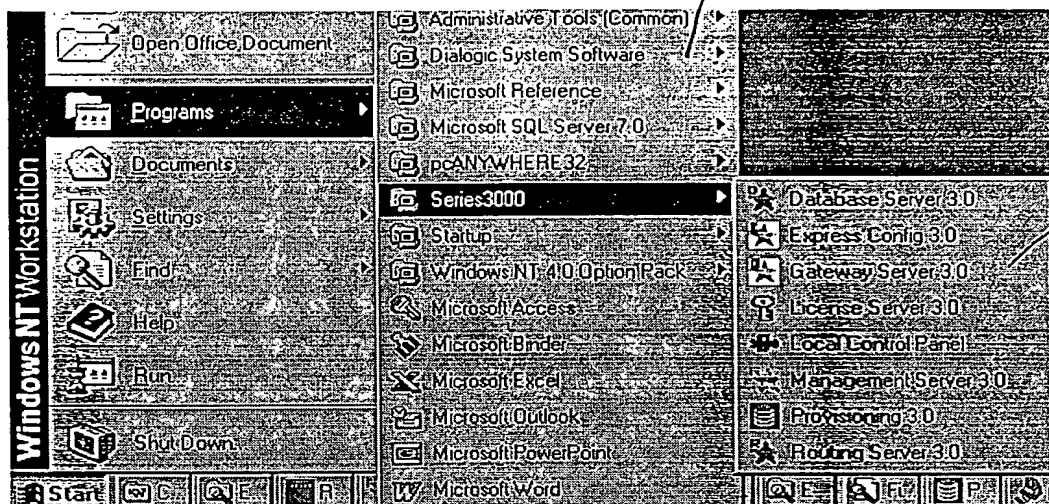 Windows NT Workstation
Open Office Document
Programs
Documents
Settings
Find
Help
Run
Shut Down
Administrative Tools (Common)
Dialogic System Software
Microsoft Reference
Microsoft SQL Server 7.0
pcANYWHERE32
Series3000
Startup
Windows NT 4.0 Option Pack
Microsoft Access
Microsoft Binder
Microsoft Excel
Microsoft Outlook
Microsoft PowerPoint
Microsoft Word
Database Server 3.0
Express Config 3.0
Gateway Server 3.0
License Server 3.0
Local Control Panel
Management Server 3.0
Provisioning 3.0
Routing Server 3.0
Start C E R E Fi P